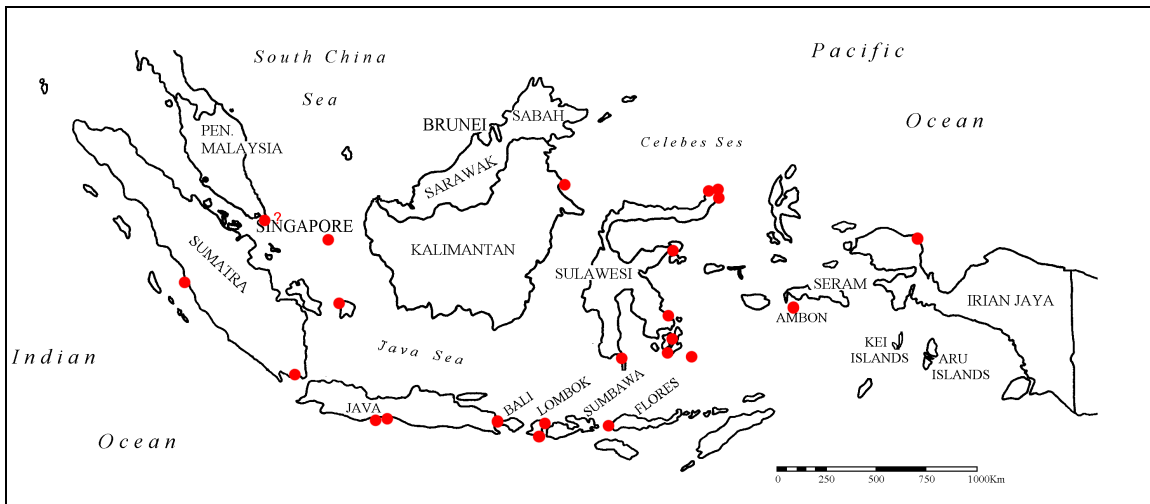 South China
Sea
Pacific
Ocean
PEN.
MALAYSIA
BRUNEI
SABAH
Celebes Ses
SARAWAK
?
SINGAPORE
SUMATRA
KALIMANTAN
SULAWESI
SERAM
IRIAN JAYA
AMBON
KEI
ISLANDS
ARU
ISLANDS
Indian
Ocean
Java Sea
JAVA
BALI
LOMBOK
SUMBAWA
FLORES
0 250 500 750 1000Km